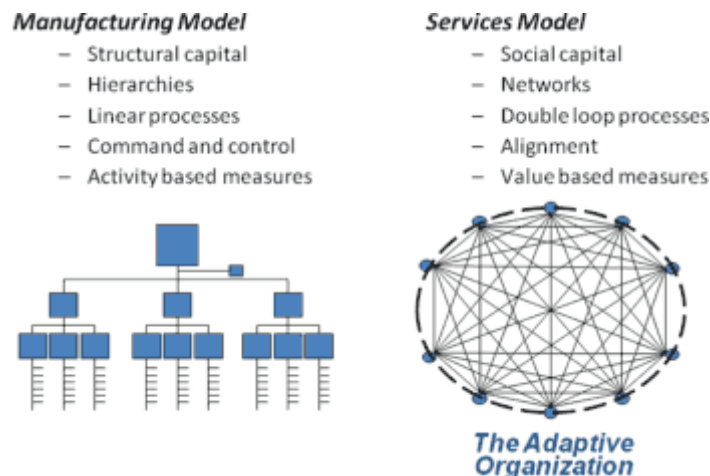 Manufacturing Model
– Structural capital
– Hierarchies
– Linear processes
– Command and control
– Activity based measures
Services Model
– Social capital
– Networks
– Double loop processes
– Alignment
– Value based measures
The Adaptive
Organization